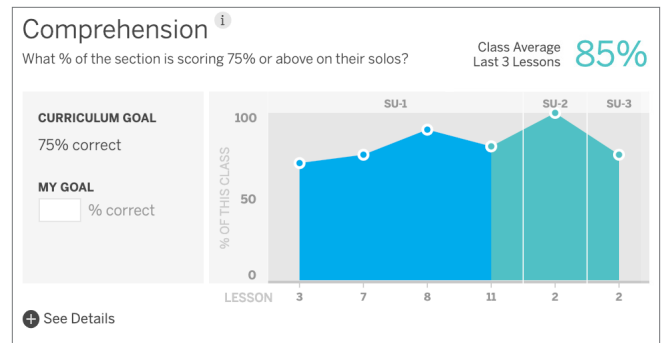 Comprehension i
What % of the section is scoring 75% or above on their solos?
Class Average
Last 3 Lessons
85%
CURRICULUM GOAL
75% correct
MY GOAL
% correct
% OF THIS CLASS
100
50
0
SU-1
SU-2
SU-3
LESSON 3 7 8 11 2 2
+ See Details